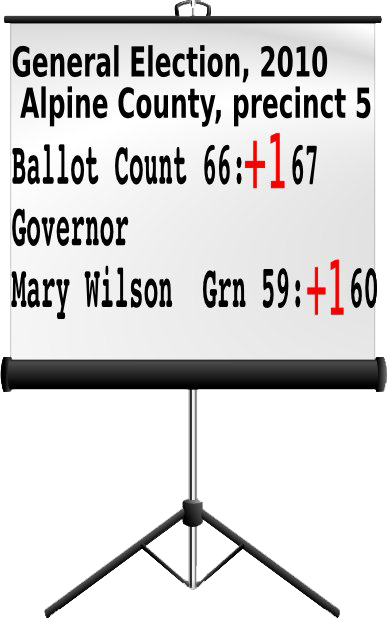 General Election, 2010
Alpine County, precinct 5
Ballot Count 66:+167
Governor
Mary Wilson Grn 59:+160